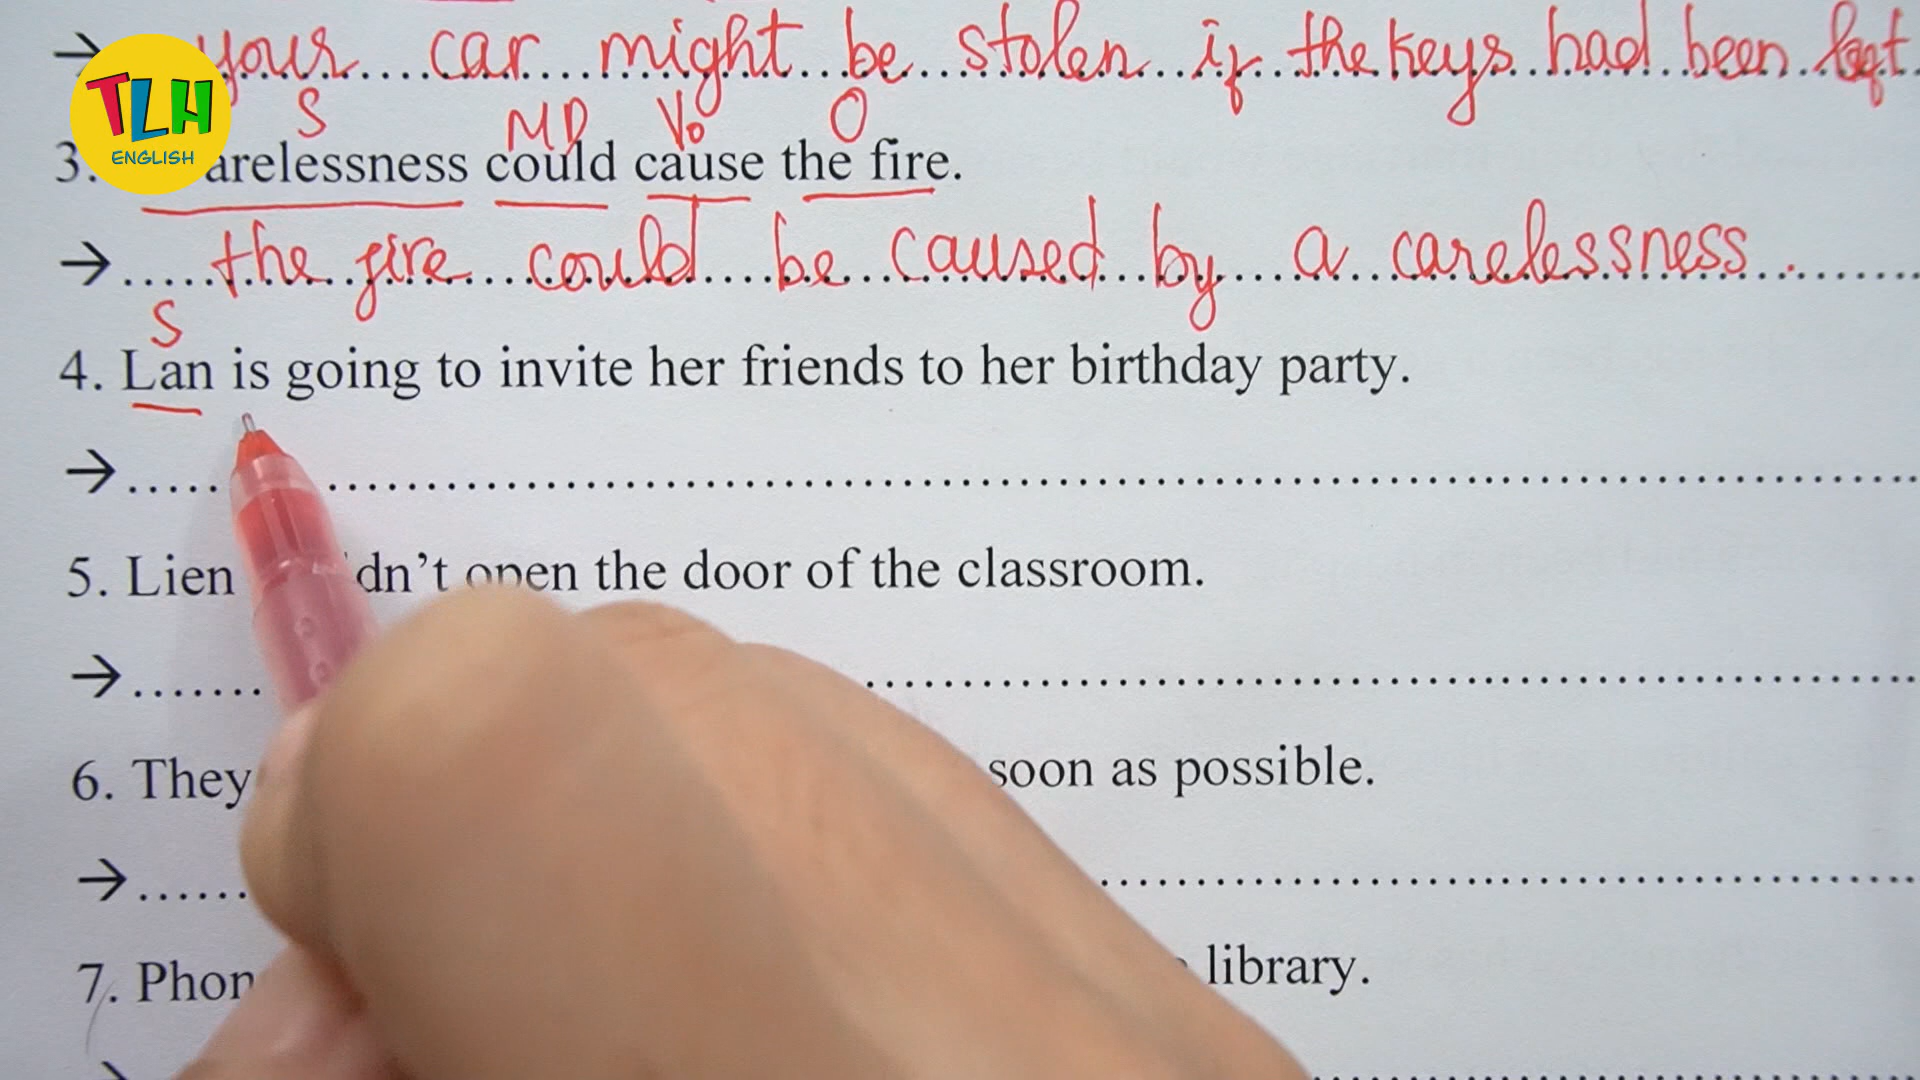 → your car might be stolen if the keys had been left
TLH
ENGLISH
S MD Vo O
3. arelessness could cause the fire.
→ the fire could be caused by a carelessness.
S
4. Lan is going to invite her friends to her birthday party.
→
5. Lien dn't open the door of the classroom.
→
6. They soon as possible.
→
7. Phon library.